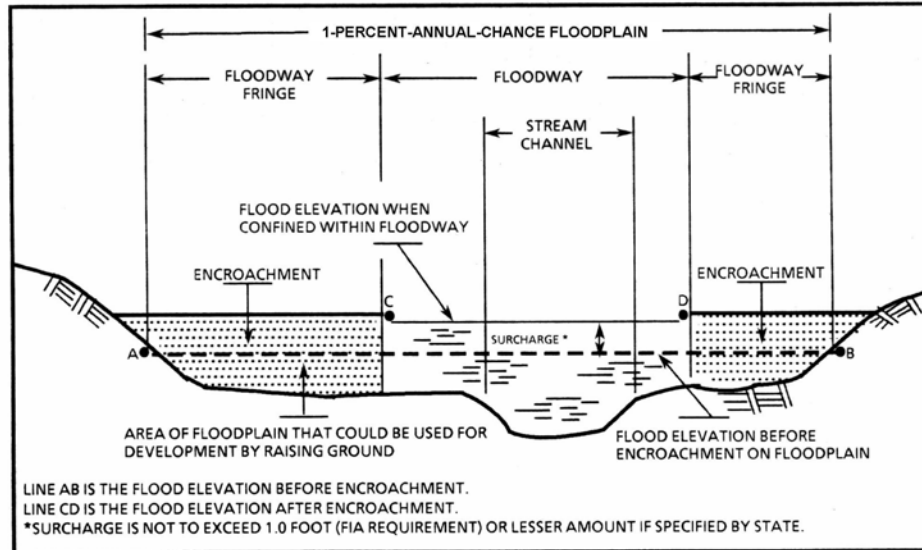 1-PERCENT-ANNUAL-CHANCE FLOODPLAIN
FLOODWAY
FRINGE
FLOODWAY
FLOODWAY
FRINGE
STREAM
CHANNEL
FLOOD ELEVATION WHEN
CONFINED WITHIN FLOODWAY
ENCROACHMENT
ENCROACHMENT
C
D
SURCHARGE *
A
B
AREA OF FLOODPLAIN THAT COULD BE USED FOR
DEVELOPMENT BY RAISING GROUND
FLOOD ELEVATION BEFORE
ENCROACHMENT ON FLOODPLAIN
LINE AB IS THE FLOOD ELEVATION BEFORE ENCROACHMENT.
LINE CD IS THE FLOOD ELEVATION AFTER ENCROACHMENT.
*SURCHARGE IS NOT TO EXCEED 1.0 FOOT (FIA REQUIREMENT) OR LESSER AMOUNT IF SPECIFIED BY STATE.